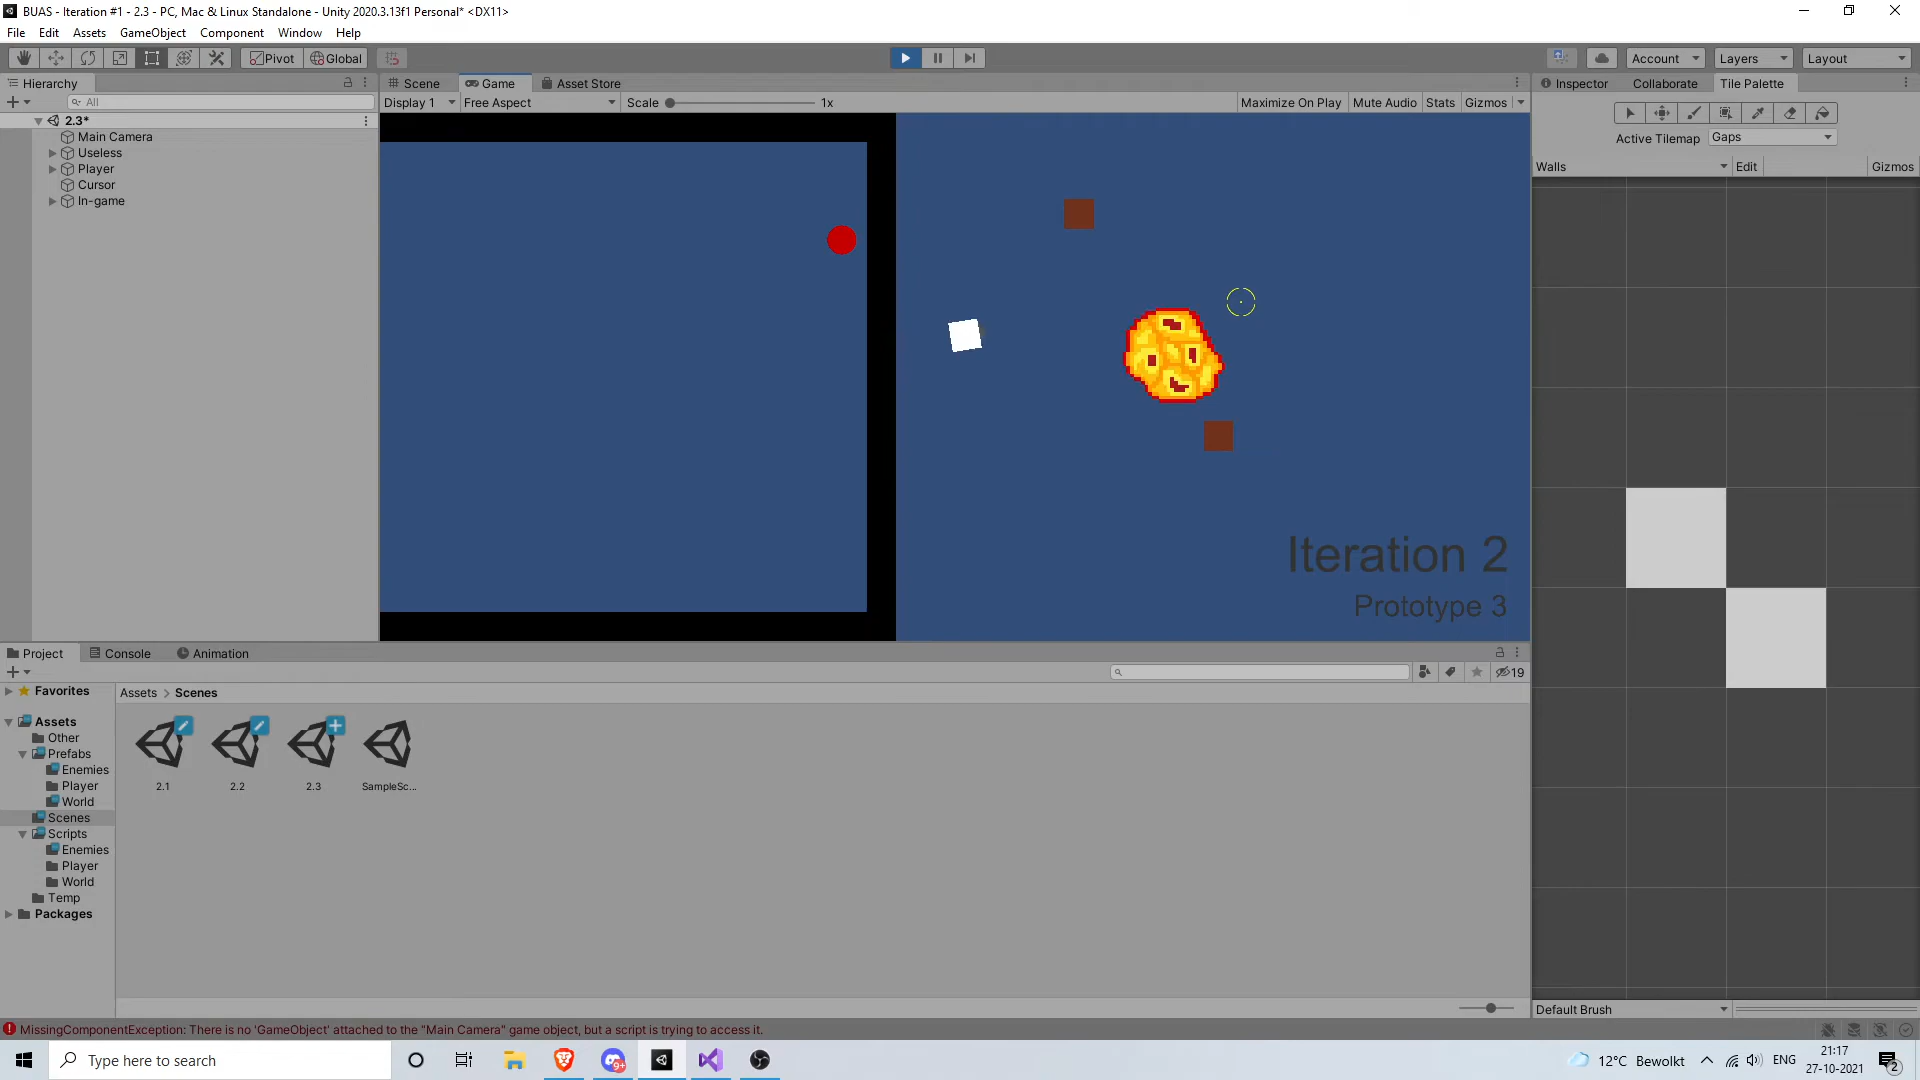 BUAS - Iteration #1 - 2.3 - PC, Mac & Linux Standalone - Unity 2020.3.13f1 Personal* <DX11>
File Edit Assets GameObject Component Window Help
Pivot Global Account Layers Layout
Hierarchy Scene Game Asset Store Inspector Collaborate Tile Palette
All Display 1 Free Aspect Scale 1x Maximize On Play Mute Audio Stats Gizmos
2.3*
Main Camera
Active Tilemap Gaps
Useless
Walls Edit Gizmos
Player
Cursor
In-game
Iteration 2
Prototype 3
Project Console Animation
19
Favorites
Assets > Scenes
Assets
Other
Prefabs
Enemies
Player
World
Scenes
Scripts
Enemies
Player
World
Temp
Packages
2.1 2.2 2.3 SampleSc...
Default Brush
MissingComponentException: There is no 'GameObject' attached to the "Main Camera" game object, but a script is trying to access it.
Type here to search
9+
12°C Bewolkt
ENG
21:17
27-10-2021
2